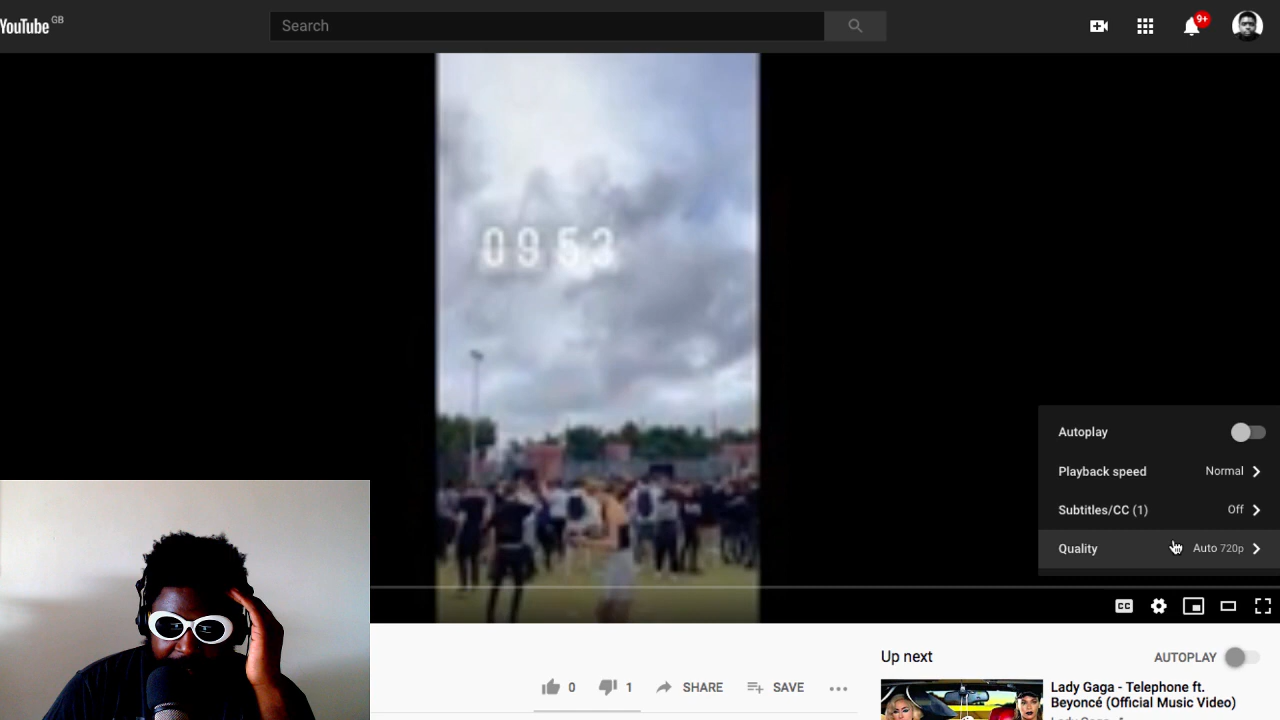 YouTube GB
Search
9+
09 53
Autoplay
Playback speed Normal
Subtitles/CC (1) Off
Quality Auto 720p
CC
Up next AUTOPLAY
0 1 SHARE SAVE
Lady Gaga - Telephone ft.
Beyoncé (Official Music Video)